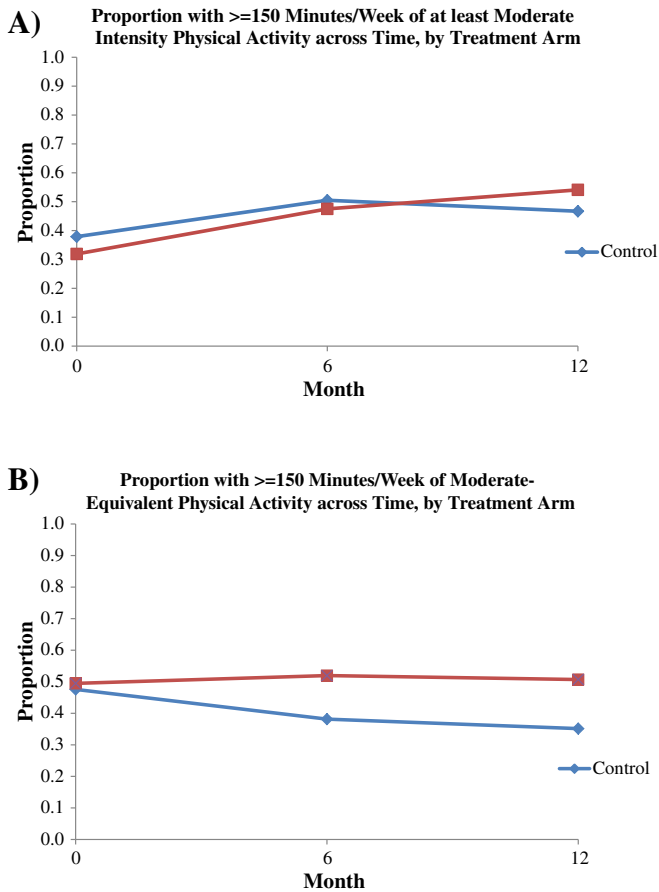 A)
Proportion with >=150 Minutes/Week of at least Moderate
Intensity Physical Activity across Time, by Treatment Arm
1.0
0.9
0.8
0.7
0.6
0.5
0.4
0.3
0.2
0.1
0.0
Proportion
0 6 12
Month
Control
B)
Proportion with >=150 Minutes/Week of Moderate-
Equivalent Physical Activity across Time, by Treatment Arm
1.0
0.9
0.8
0.7
0.6
0.5
0.4
0.3
0.2
0.1
0.0
Proportion
0 6 12
Month
Control